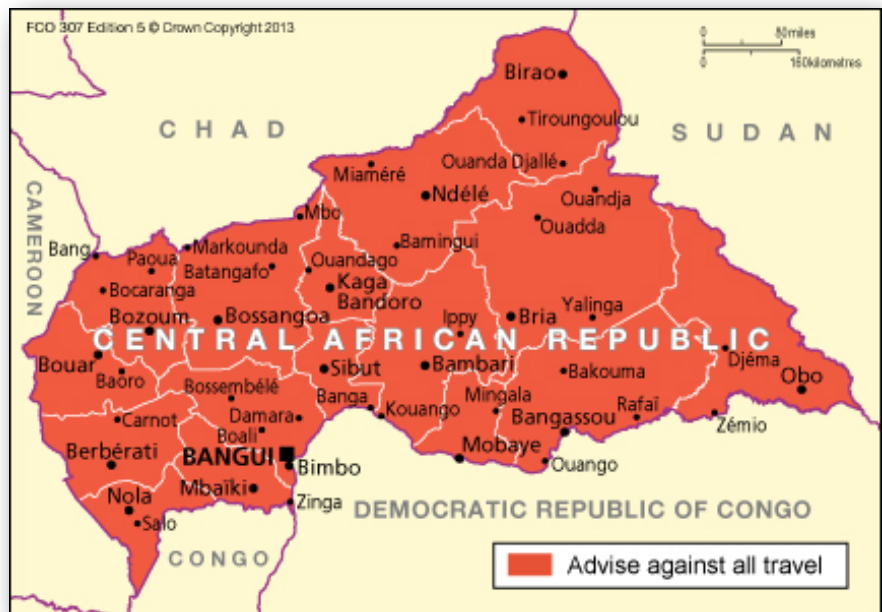 FCO 307 Edition 5 © Crown Copyright 2013
0 80miles
0 160kilometres
Birao
CHAD
Tiroungoulou
SUDAN
Miaméré
Ouanda Djallé
CAMEROON
Ndélé
Ouandja
Mbo
Ouadda
Bang
Markounda
Bamingui
Paoua
Batangafo
Ouandago
Bocaranga
Kaga
Bandoro
Bozoum
Bossangoa
Ippy
Bria
Yalinga
CENTRAL AFRICAN REPUBLIC
Bouar
Sibut
Bambari
Djéma
Baoro
Bossembélé
Bakouma
Obo
Banga
Kouango
Mingala
Carnot
Damara
Bangassou
Rafaï
Zémio
Boali
Berbérati
BANGUI
Bimbo
Mobaye
Ouango
Nola
Mbaïki
Zinga
Salo
DEMOCRATIC REPUBLIC OF CONGO
CONGO
Advise against all travel